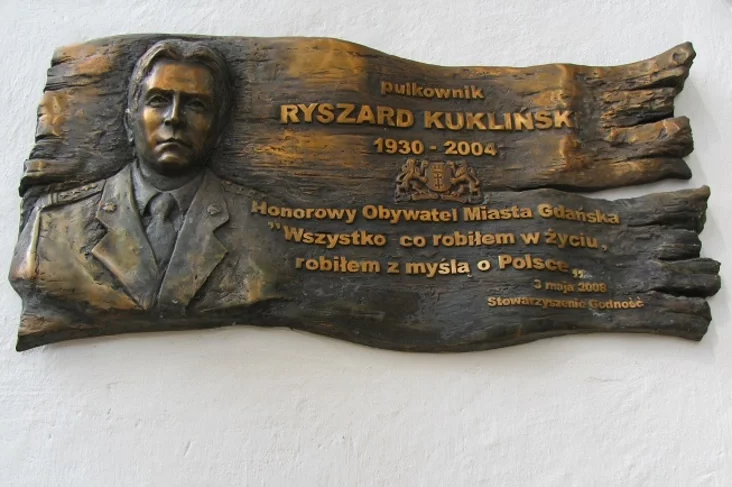 pułkownik
RYSZARD KUKLIŃSKI
1930 - 2004
Honorowy Obywatel Miasta Gdańska
"Wszystko co robiłem w życiu,
robiłem z myślą o Polsce,,
3 maja 2008
Stowarzyszenie Godność